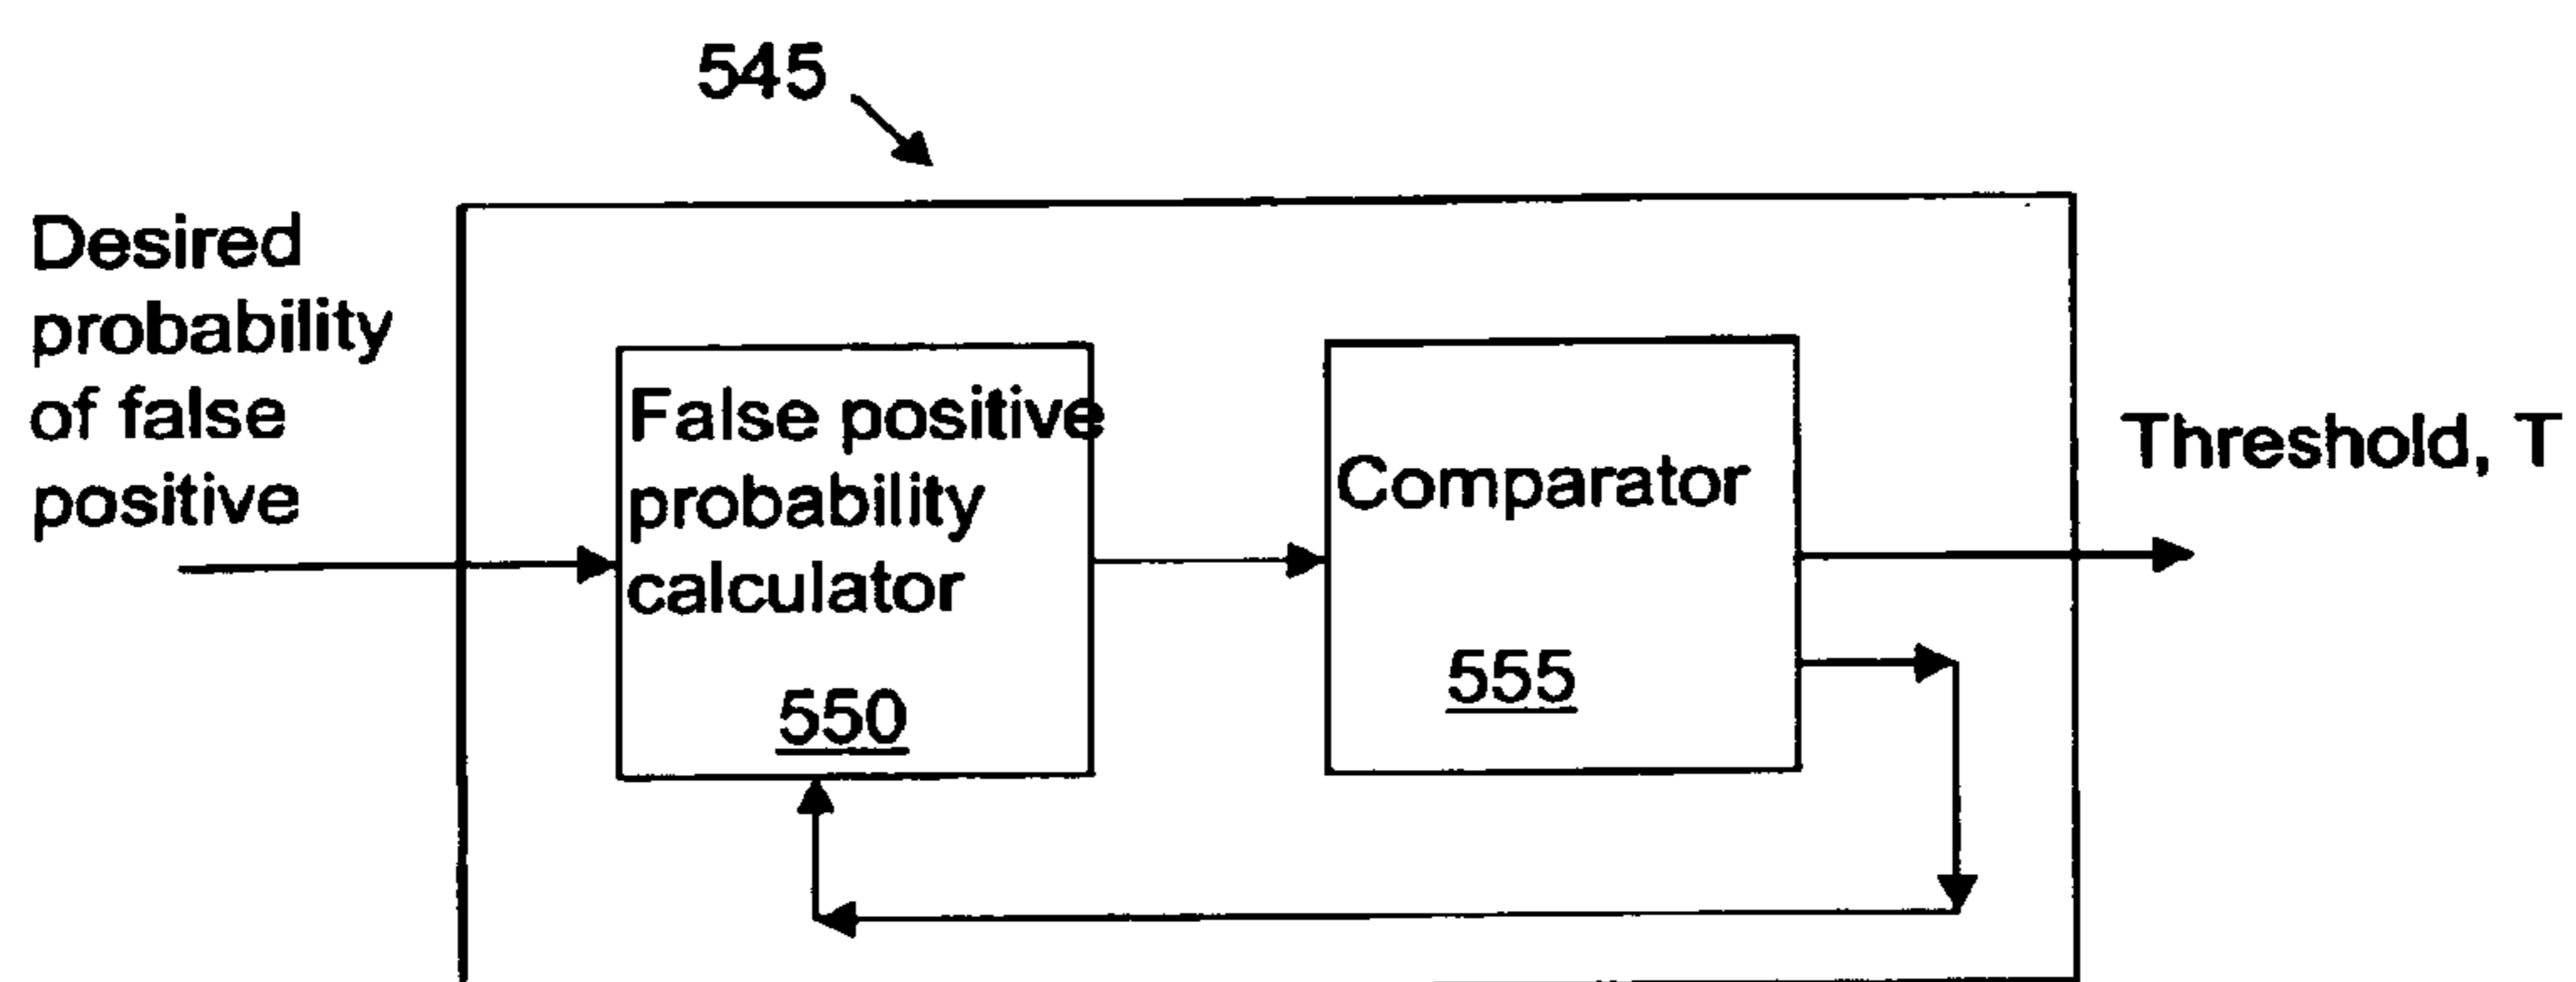 545
Desired
probability
of false
positive
False positive
probability
calculator
550
Comparator
555
Threshold, T